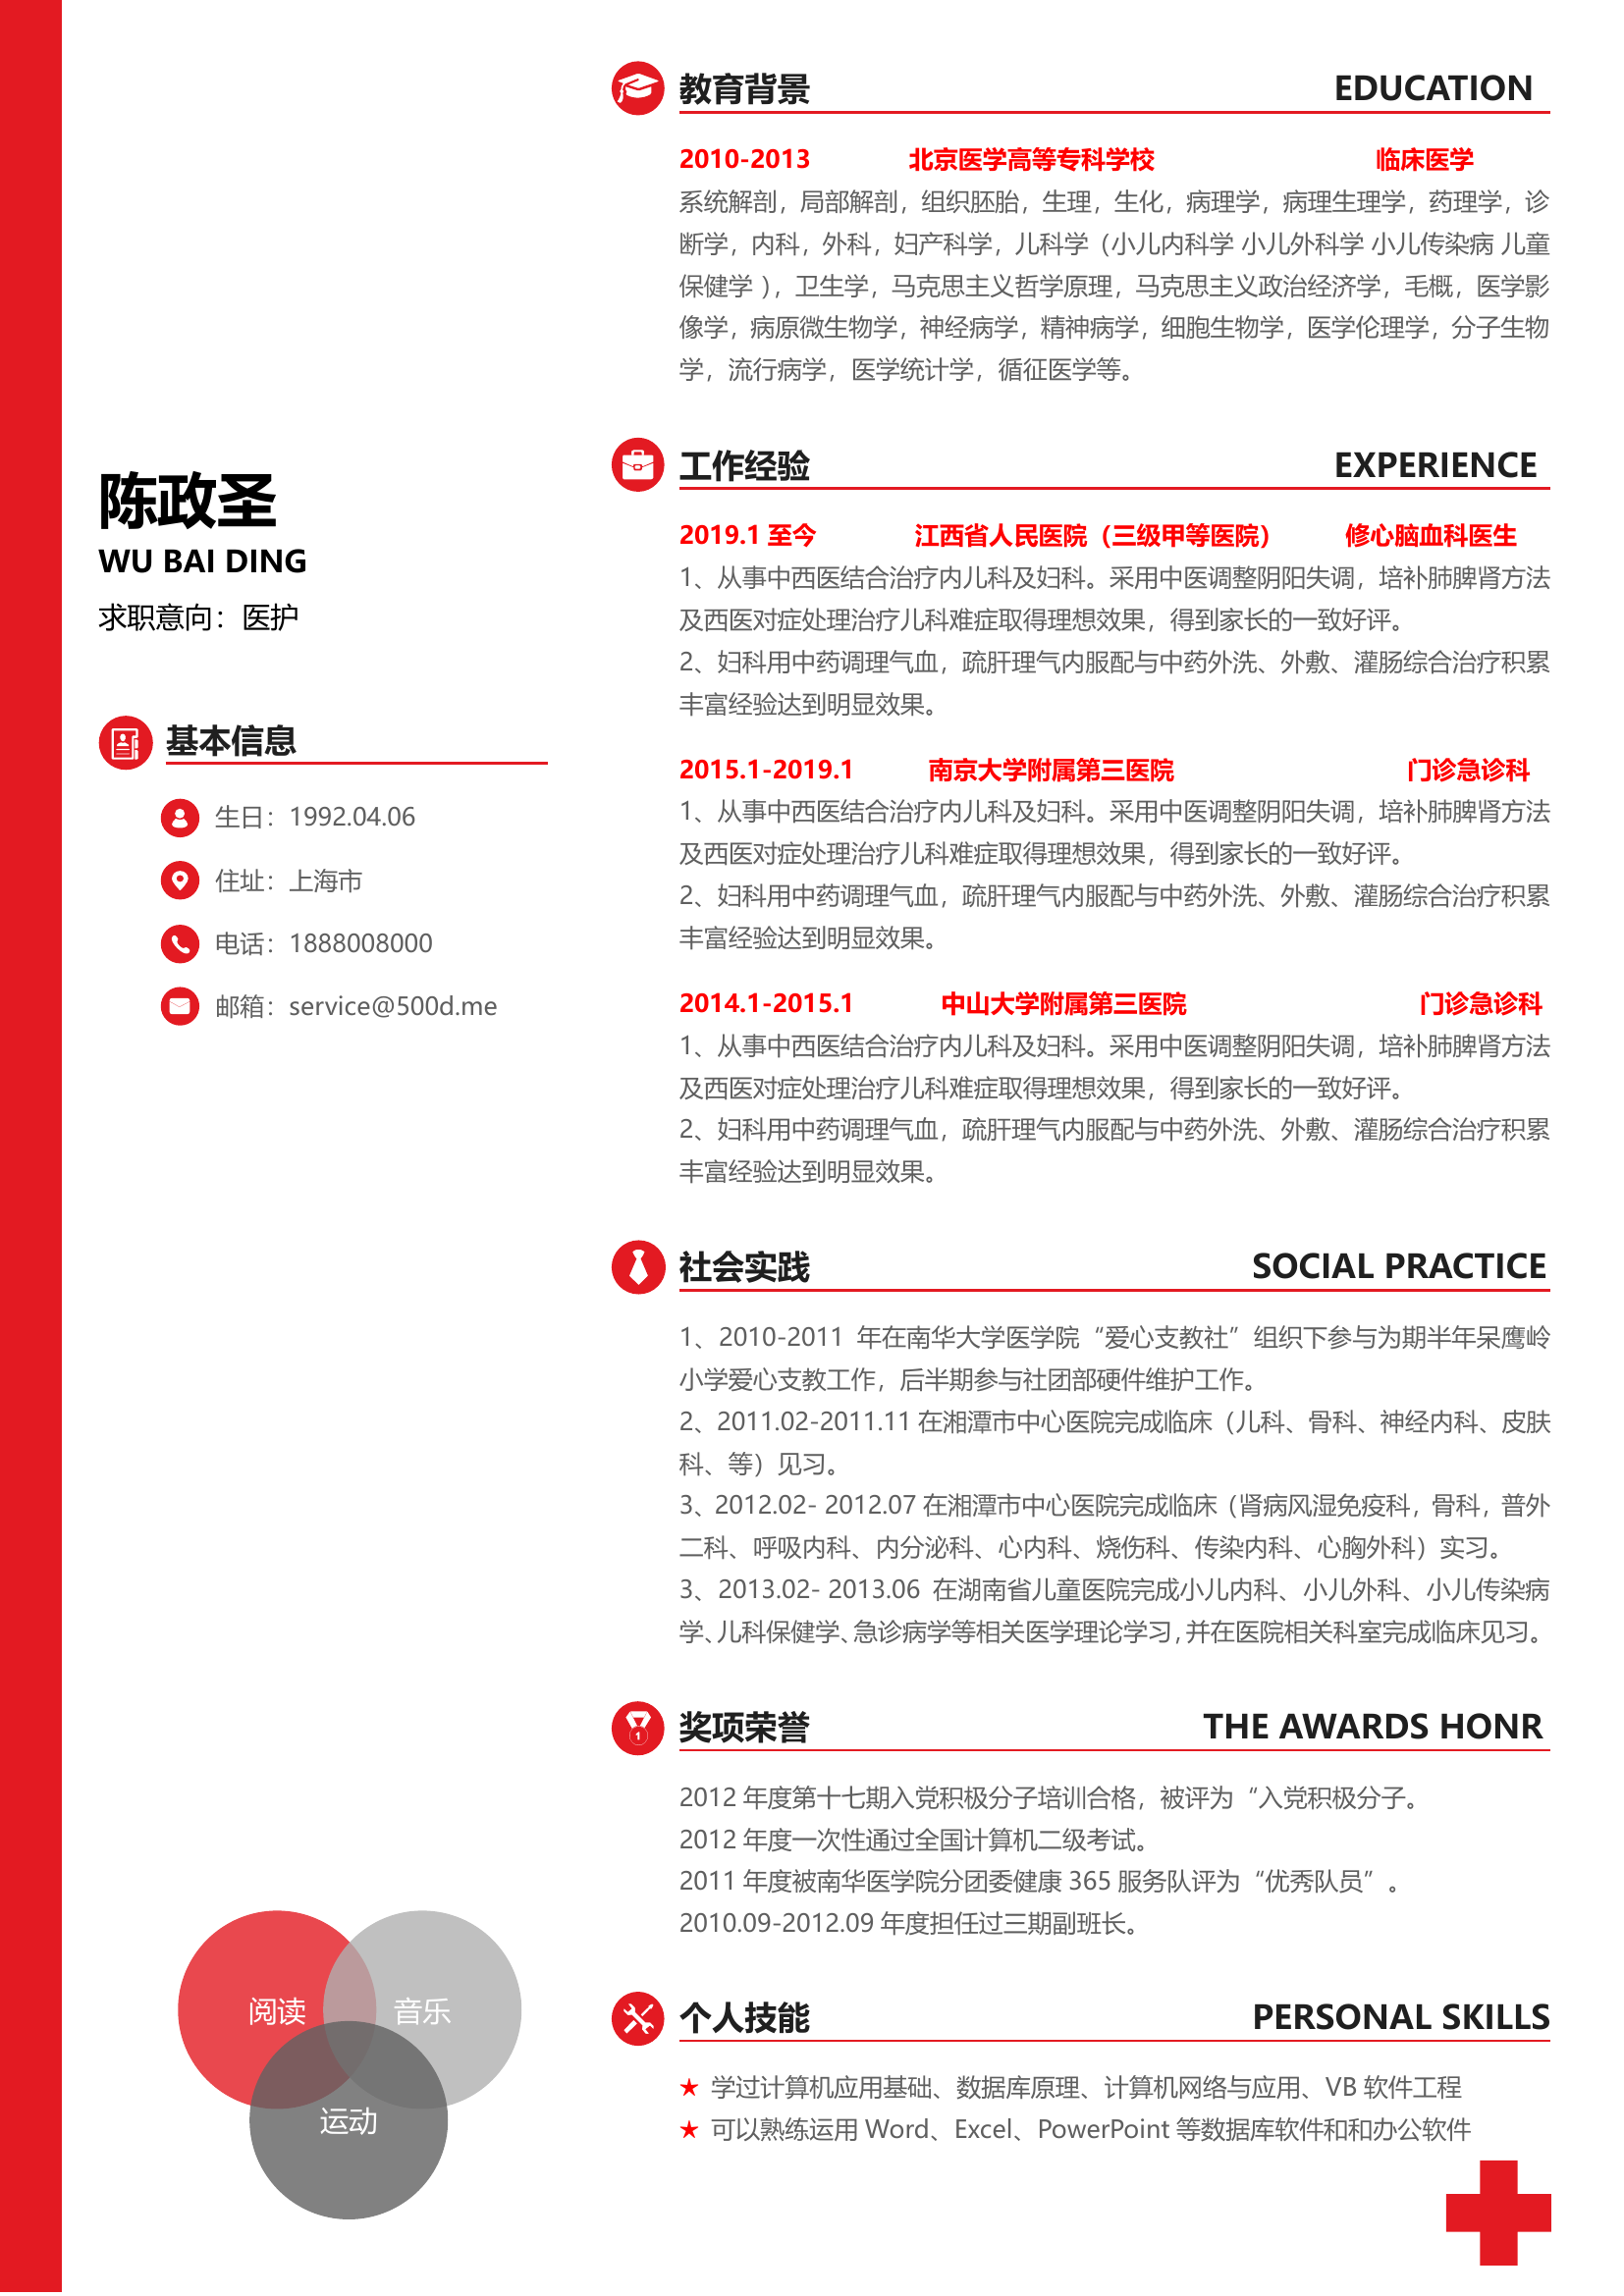 陈政圣
WU BAI DING
求职意向：医护
基本信息
生日：1992.04.06
住址：上海市
电话：1888008000
邮箱：service@500d.me
阅读
音乐
运动
教育背景 EDUCATION
2010-2013 北京医学高等专科学校 临床医学
系统解剖，局部解剖，组织胚胎，生理，生化，病理学，病理生理学，药理学，诊
断学，内科，外科，妇产科学，儿科学（小儿内科学 小儿外科学 小儿传染病 儿童
保健学 ），卫生学，马克思主义哲学原理，马克思主义政治经济学，毛概，医学影
像学，病原微生物学，神经病学，精神病学，细胞生物学，医学伦理学，分子生物
学，流行病学，医学统计学，循征医学等。
工作经验 EXPERIENCE
2019.1 至今 江西省人民医院（三级甲等医院） 修心脑血科医生
1、从事中西医结合治疗内儿科及妇科。采用中医调整阴阳失调，培补肺脾肾方法
及西医对症处理治疗儿科难症取得理想效果，得到家长的一致好评。
2、妇科用中药调理气血，疏肝理气内服配与中药外洗、外敷、灌肠综合治疗积累
丰富经验达到明显效果。
2015.1-2019.1 南京大学附属第三医院 门诊急诊科
1、从事中西医结合治疗内儿科及妇科。采用中医调整阴阳失调，培补肺脾肾方法
及西医对症处理治疗儿科难症取得理想效果，得到家长的一致好评。
2、妇科用中药调理气血，疏肝理气内服配与中药外洗、外敷、灌肠综合治疗积累
丰富经验达到明显效果。
2014.1-2015.1 中山大学附属第三医院 门诊急诊科
1、从事中西医结合治疗内儿科及妇科。采用中医调整阴阳失调，培补肺脾肾方法
及西医对症处理治疗儿科难症取得理想效果，得到家长的一致好评。
2、妇科用中药调理气血，疏肝理气内服配与中药外洗、外敷、灌肠综合治疗积累
丰富经验达到明显效果。
社会实践 SOCIAL PRACTICE
1、2010-2011 年在南华大学医学院“爱心支教社”组织下参与为期半年呆鹰岭
小学爱心支教工作，后半期参与社团部硬件维护工作。
2、2011.02-2011.11 在湘潭市中心医院完成临床（儿科、骨科、神经内科、皮肤
科、等）见习。
3、2012.02- 2012.07 在湘潭市中心医院完成临床（肾病风湿免疫科，骨科，普外
二科、呼吸内科、内分泌科、心内科、烧伤科、传染内科、心胸外科）实习。
3、2013.02- 2013.06 在湖南省儿童医院完成小儿内科、小儿外科、小儿传染病
学、儿科保健学、急诊病学等相关医学理论学习，并在医院相关科室完成临床见习。
奖项荣誉 THE AWARDS HONR
2012 年度第十七期入党积极分子培训合格，被评为“入党积极分子。
2012 年度一次性通过全国计算机二级考试。
2011 年度被南华医学院分团委健康 365 服务队评为“优秀队员”。
2010.09-2012.09 年度担任过三期副班长。
个人技能 PERSONAL SKILLS
★ 学过计算机应用基础、数据库原理、计算机网络与应用、VB 软件工程
★ 可以熟练运用 Word、Excel、PowerPoint 等数据库软件和和办公软件